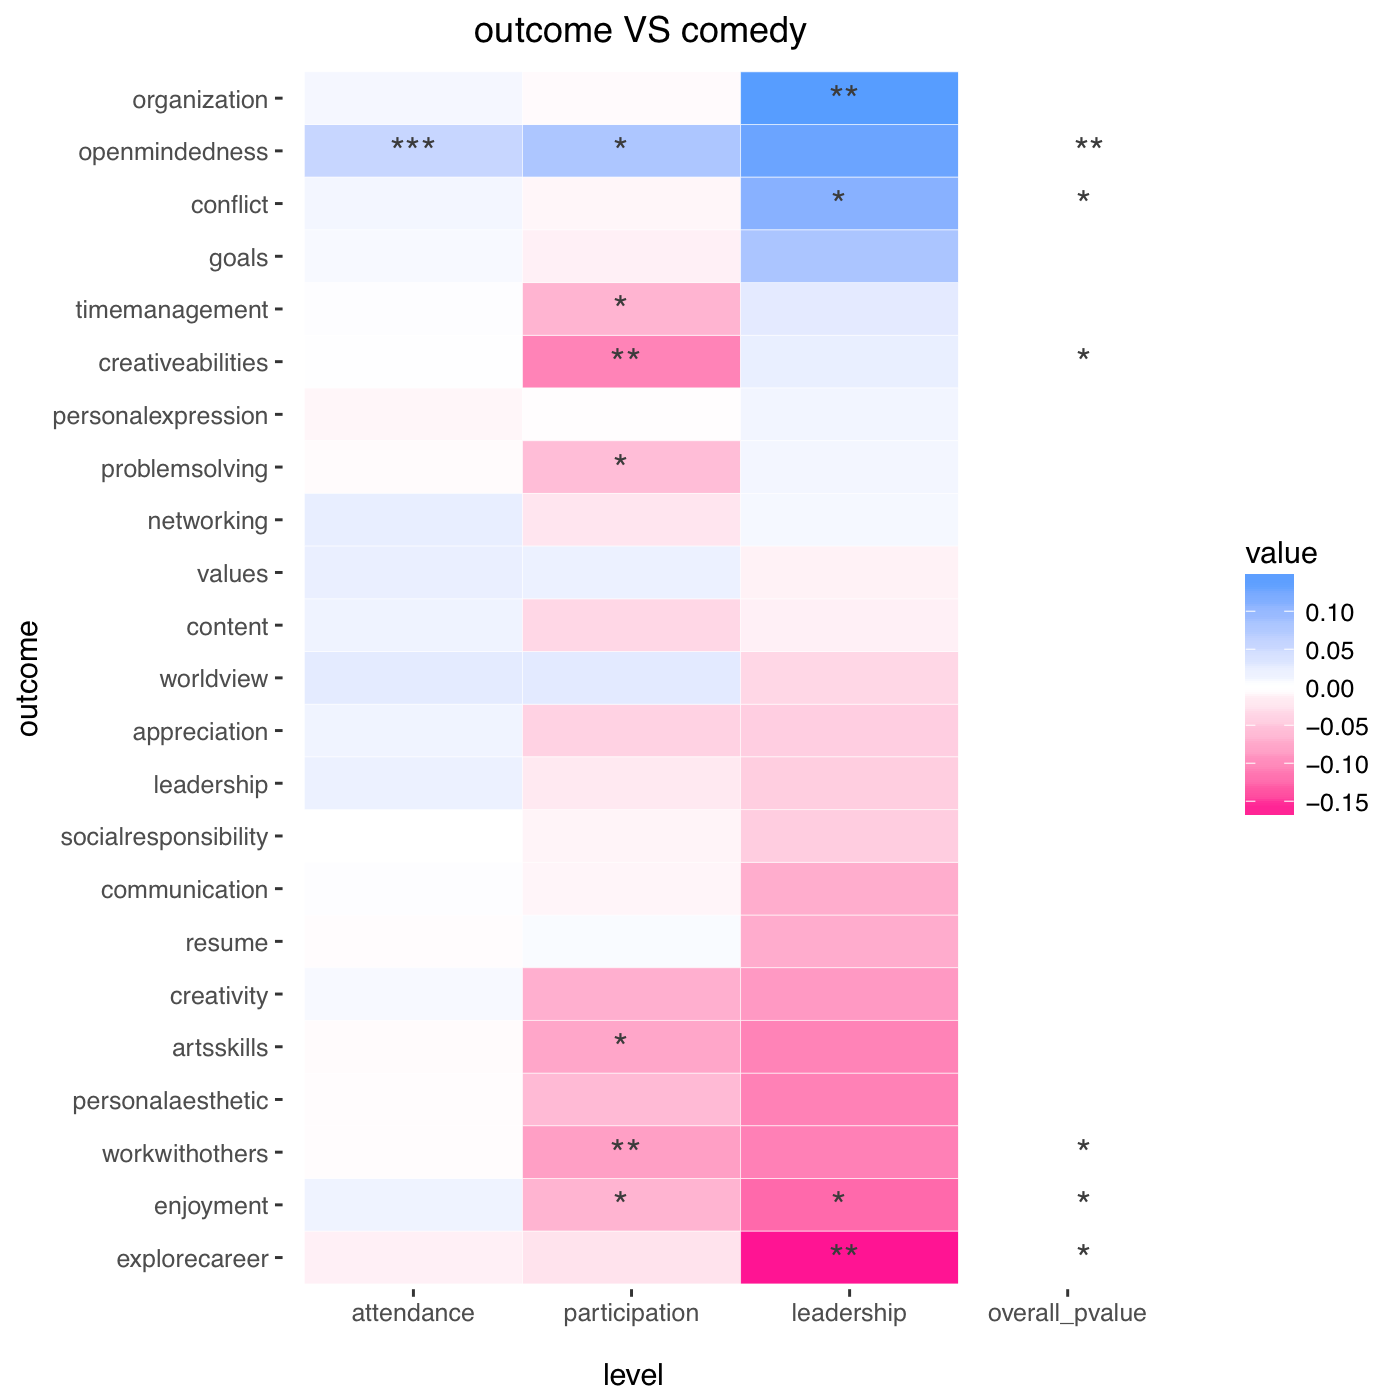 outcome VS comedy
organization **
openmindedness *** * **
conflict * *
goals
timemanagement *
creativeabilities ** *
personalexpression
problemsolving *
networking
values
content
worldview
appreciation
leadership
socialresponsibility
communication
resume
creativity
artsskills *
personalaesthetic
workwithothers ** *
enjoyment * * *
explorecareer ** *
outcome
attendance participation leadership overall_pvalue
level
value
0.10
0.05
0.00
−0.05
−0.10
−0.15